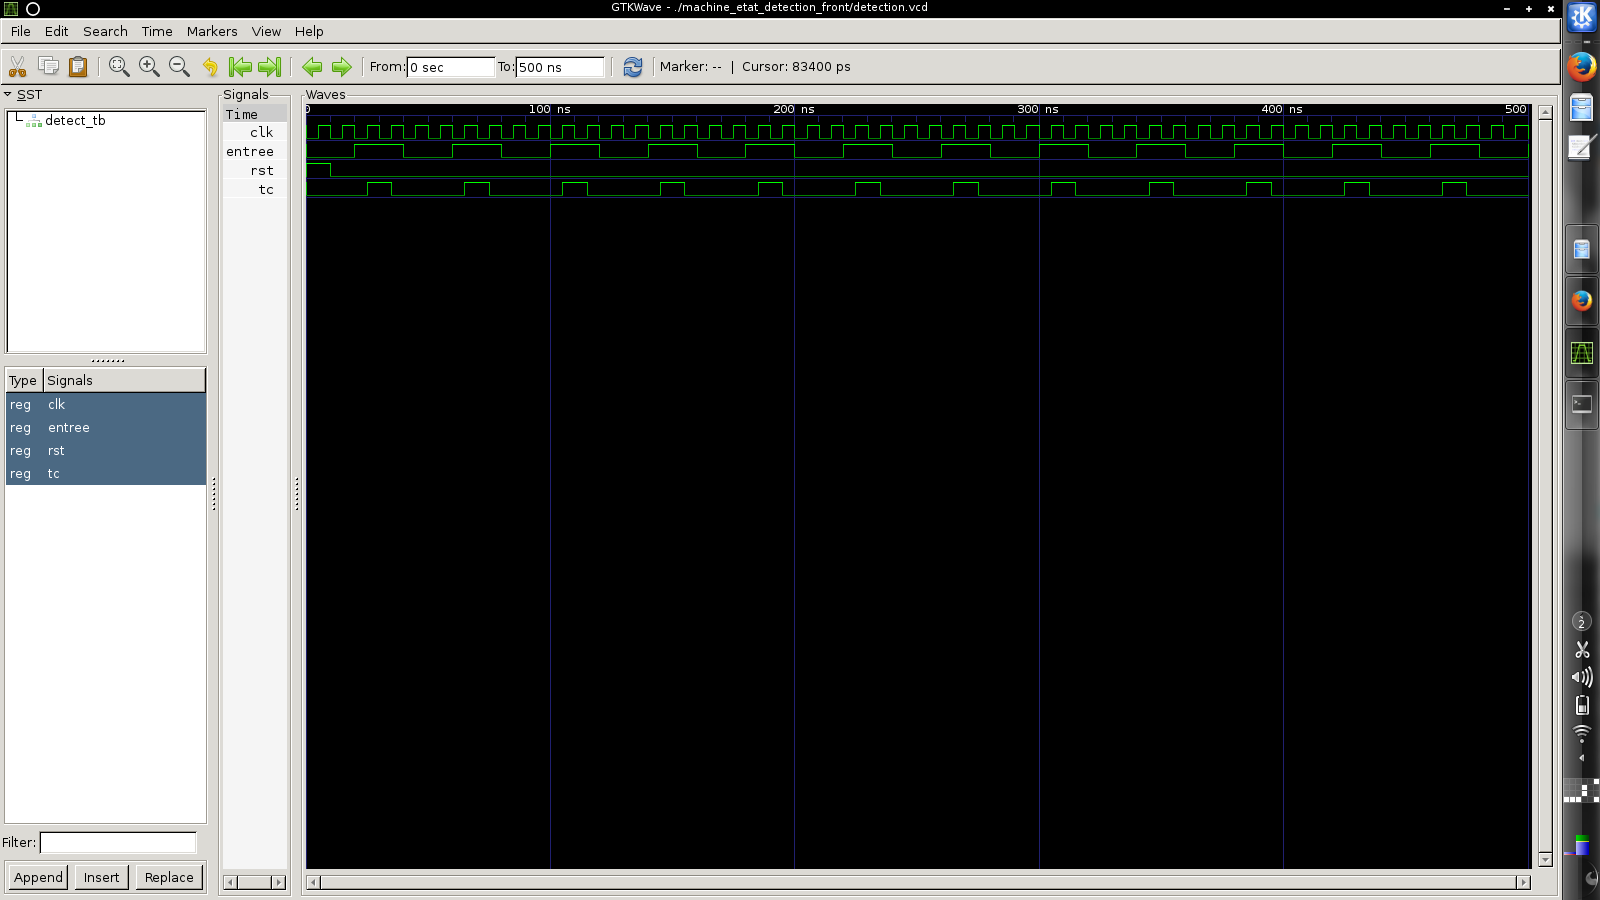 GTKWave - ./machine_etat_detection_front/detection.vcd
File Edit Search Time Markers View Help
From: 0 sec To: 500 ns Marker: -- | Cursor: 83400 ps
SST
detect_tb
Type Signals
reg clk
reg entree
reg rst
reg tc
Filter:
Append Insert Replace
Signals
Time
clk
entree
rst
tc
Waves
0 100 ns 200 ns 300 ns 400 ns 500
2